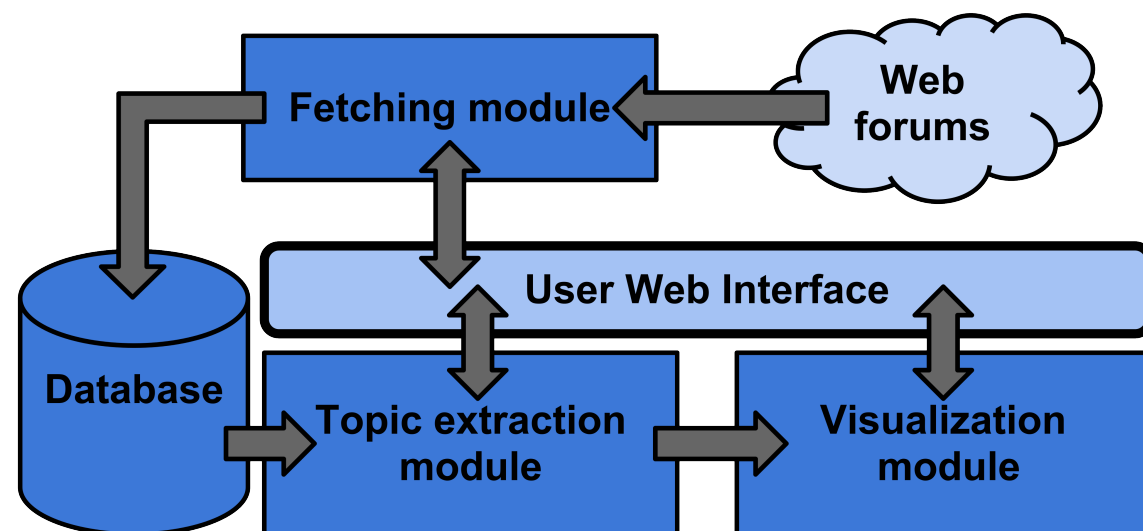 Fetching module
Web
forums
User Web Interface
Database
Topic extraction
module
Visualization
module